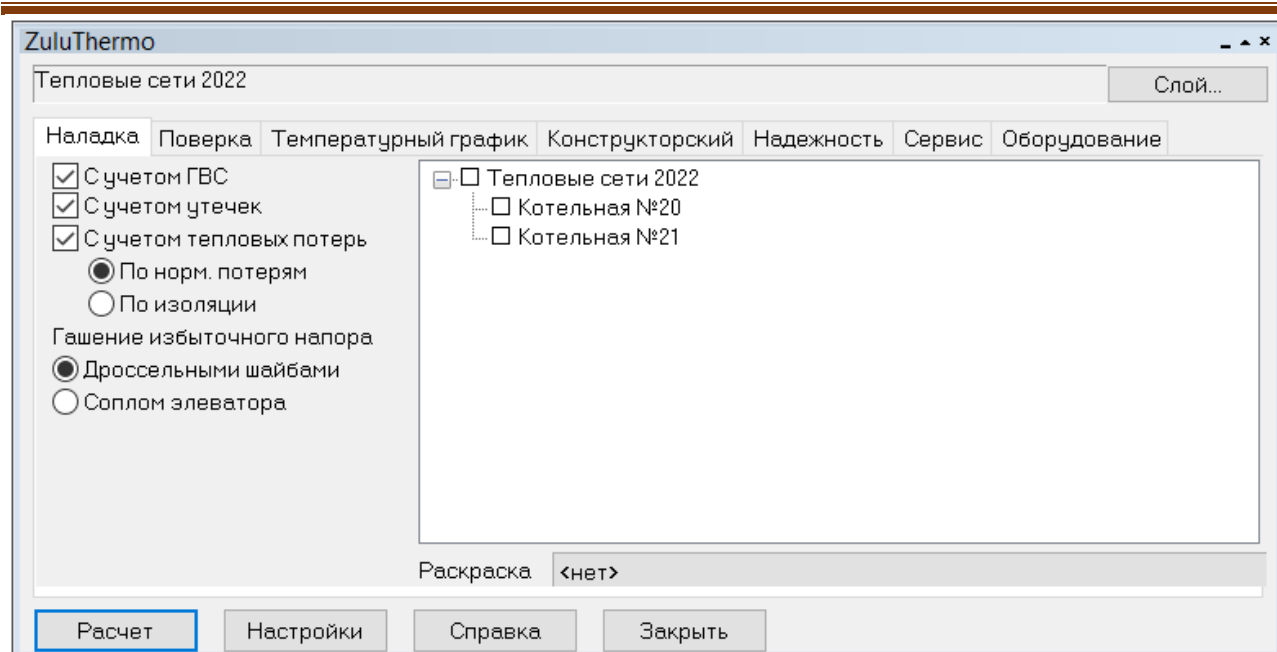 ZuluThermo
Тепловые сети 2022
Слой...
Наладка Поверка Температурный график Конструкторский Надежность Сервис Оборудование
С учетом ГВС
С учетом утечек
С учетом тепловых потерь
По норм. потерям
По изоляции
Гашение избыточного напора
Дроссельными шайбами
Соплом элеватора
Тепловые сети 2022
Котельная №20
Котельная №21
Раскраска <нет>
Расчет Настройки Справка Закрыть